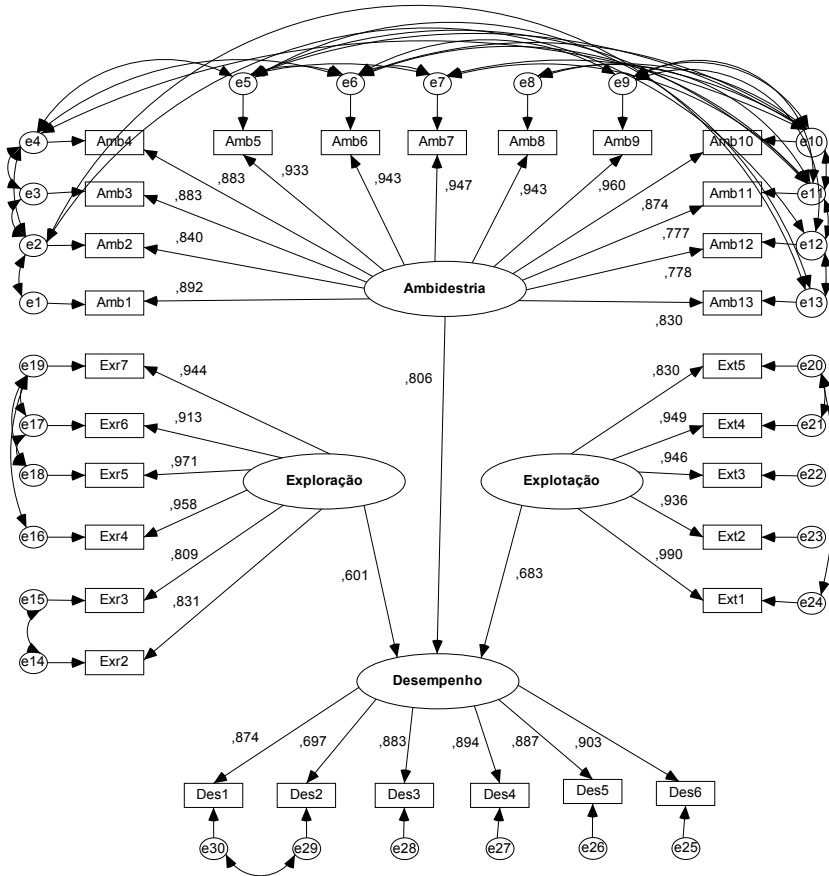 e5
e6
e7
e8
e9
e4
Amb4
Amb5
Amb6
Amb7
Amb8
Amb9
Amb10
e10
,883
,933
,943
,947
,943
,960
,874
e3
Amb3
,883
Amb11
e11
,777
e2
Amb2
,840
Amb12
e12
,778
Ambidestria
e1
Amb1
,892
Amb13
e13
,830
e19
Exr7
,944
,806
,830
Ext5
e20
e17
Exr6
,913
,949
Ext4
e21
e18
Exr5
,971
Exploração
Explotação
,946
Ext3
e22
e16
Exr4
,958
,936
Ext2
e23
e15
Exr3
,809
,601
,683
,990
Ext1
e24
e14
Exr2
,831
Desempenho
,874
,697
,883
,894
,887
,903
Des1
Des2
Des3
Des4
Des5
Des6
e30
e29
e28
e27
e26
e25